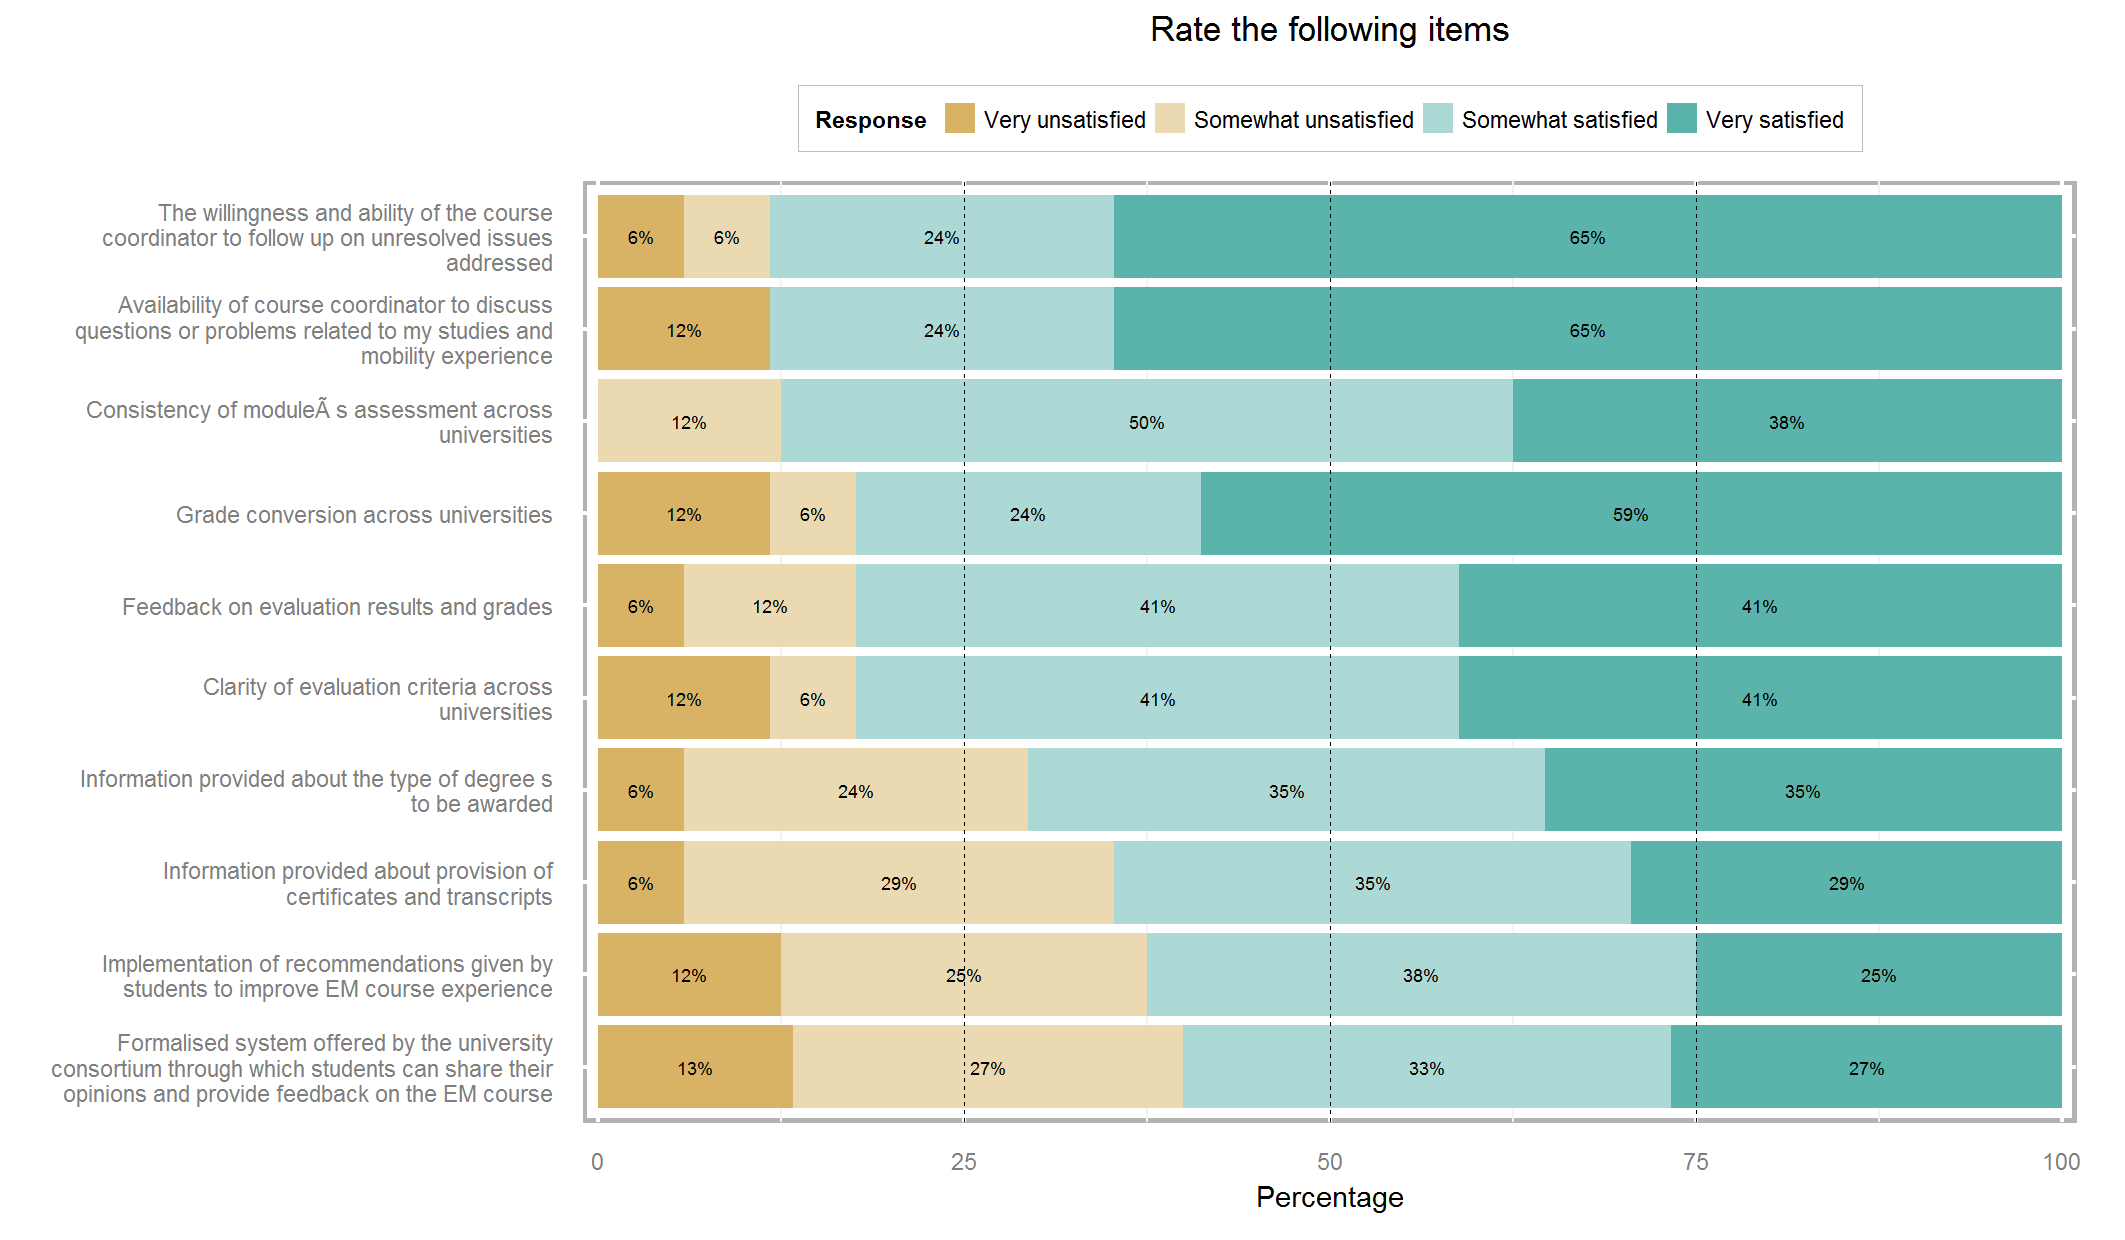 Rate the following items
Response Very unsatisfied Somewhat unsatisfied Somewhat satisfied Very satisfied
The willingness and ability of the course
coordinator to follow up on unresolved issues
addressed
6% 6% 24% 65%
Availability of course coordinator to discuss
questions or problems related to my studies and
mobility experience
12% 24% 65%
Consistency of moduleÃ s assessment across
universities
12% 50% 38%
Grade conversion across universities
12% 6% 24% 59%
Feedback on evaluation results and grades
6% 12% 41% 41%
Clarity of evaluation criteria across
universities
12% 6% 41% 41%
Information provided about the type of degree s
to be awarded
6% 24% 35% 35%
Information provided about provision of
certificates and transcripts
6% 29% 35% 29%
Implementation of recommendations given by
students to improve EM course experience
12% 25% 38% 25%
Formalised system offered by the university
consortium through which students can share their
opinions and provide feedback on the EM course
13% 27% 33% 27%
0 25 50 75 100
Percentage